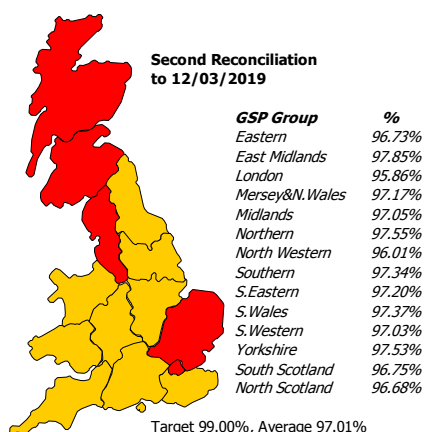 Second Reconciliation
to 12/03/2019
GSP Group %
Eastern 96.73%
East Midlands 97.85%
London 95.86%
Mersey&N.Wales 97.17%
Midlands 97.05%
Northern 97.55%
North Western 96.01%
Southern 97.34%
S.Eastern 97.20%
S.Wales 97.37%
S.Western 97.03%
Yorkshire 97.53%
South Scotland 96.75%
North Scotland 96.68%
Target 99.00%, Average 97.01%